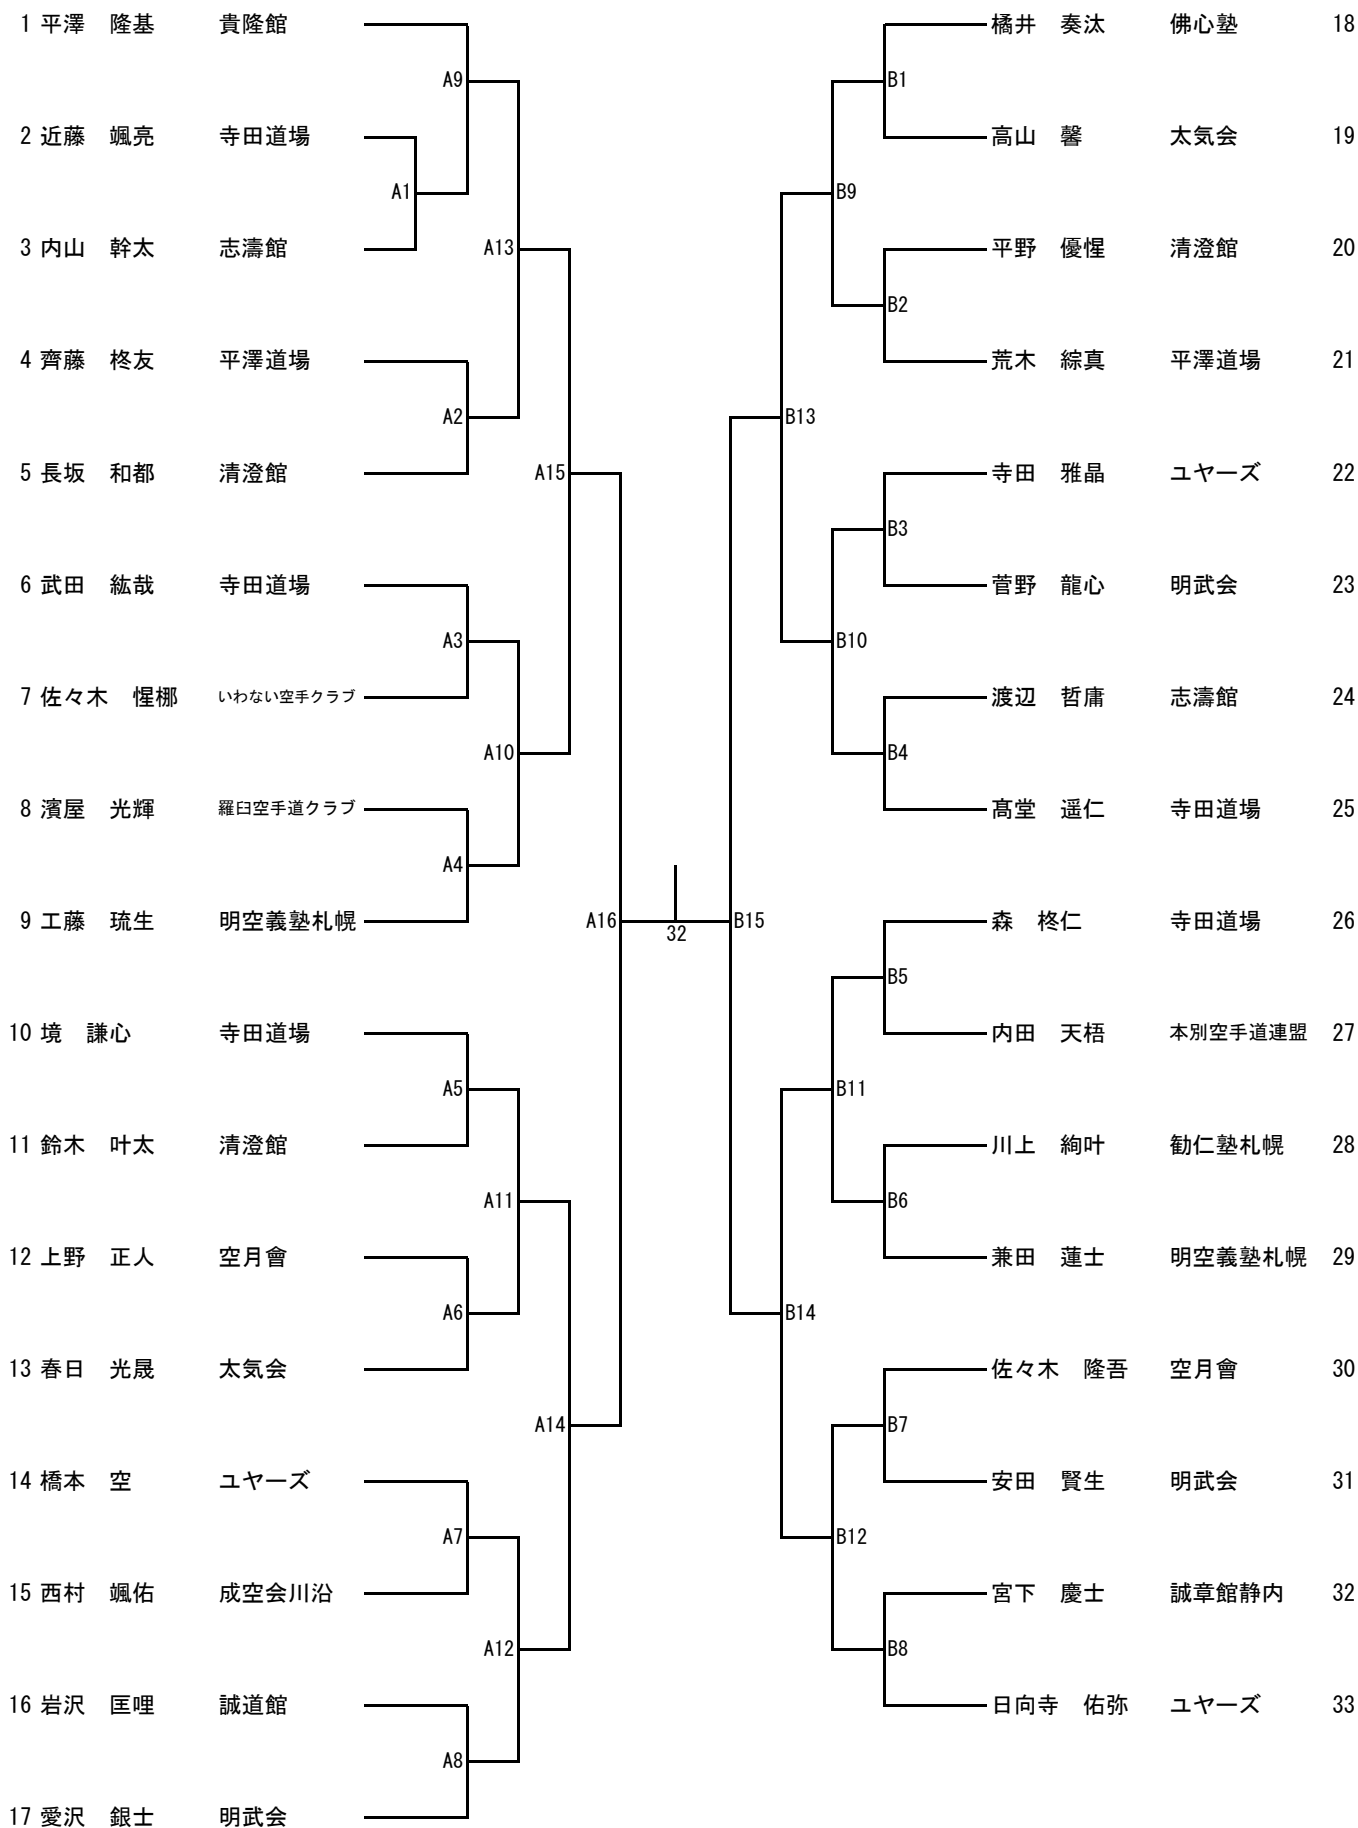 1 平澤　隆基　貴隆館
A9
2 近藤　颯亮　寺田道場
A1
3 内山　幹太　志濤館
A13
4 齊藤　柊友　平澤道場
A2
5 長坂　和都　清澄館
A15
6 武田　紘哉　寺田道場
A3
7 佐々木　惺梛　いわない空手クラブ
A10
8 濱屋　光輝　羅臼空手道クラブ
A4
9 工藤　琉生　明空義塾札幌
A16
10 境　謙心　寺田道場
A5
11 鈴木　叶太　清澄館
A11
12 上野　正人　空月會
A6
13 春日　光晟　太気会
A14
14 橋本　空　ユヤーズ
A7
15 西村　颯佑　成空会川沿
A12
16 岩沢　匡哩　誠道館
A8
17 愛沢　銀士　明武会
32
橘井　奏汰　佛心塾　18
B1
高山　馨　太気会　19
B9
平野　優惺　清澄館　20
B2
荒木　綜真　平澤道場　21
B13
寺田　雅晶　ユヤーズ　22
B3
菅野　龍心　明武会　23
B10
渡辺　哲庸　志濤館　24
B4
髙堂　遥仁　寺田道場　25
B15
森　柊仁　寺田道場　26
B5
内田　天梧　本別空手道連盟　27
B11
川上　絢叶　勧仁塾札幌　28
B6
兼田　蓮士　明空義塾札幌　29
B14
佐々木　隆吾　空月會　30
B7
安田　賢生　明武会　31
B12
宮下　慶士　誠章館静内　32
B8
日向寺　佑弥　ユヤーズ　33